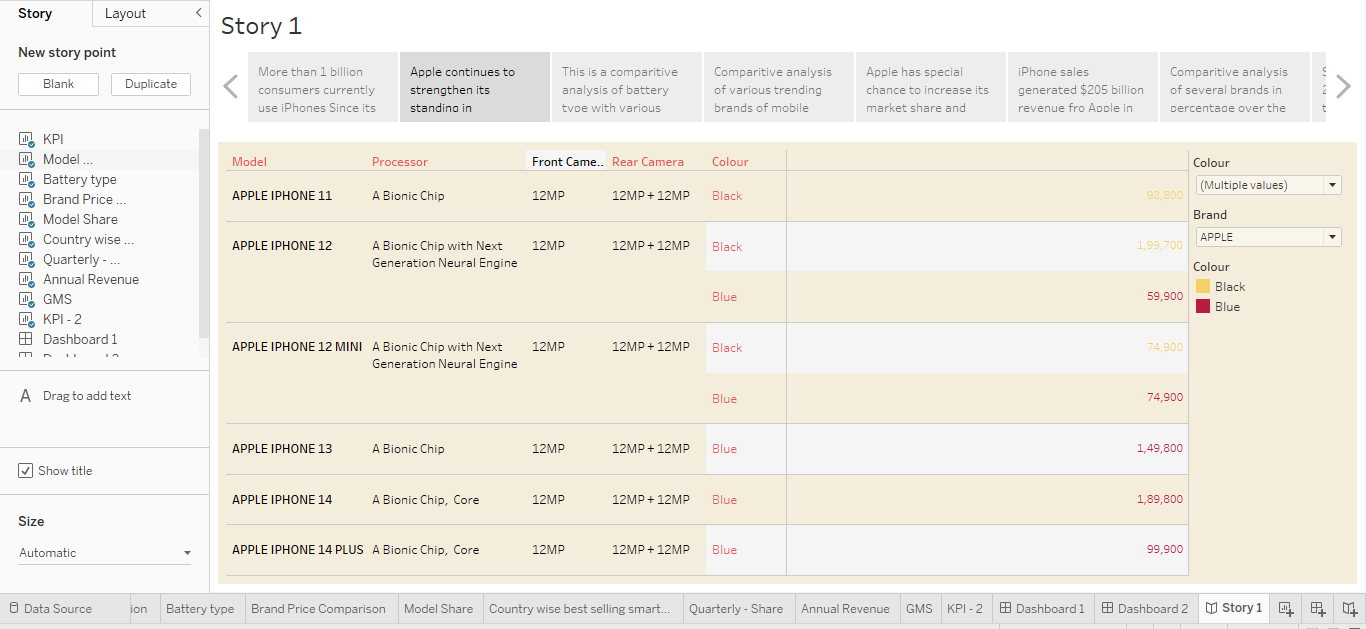 Story
Layout
New story point
Blank
Duplicate
KPI
Model ...
Battery type
Brand Price ...
Model Share
Country wise ...
Quarterly - ...
Annual Revenue
GMS
KPI - 2
Dashboard 1
A Drag to add text
Show title
Size
Automatic
Story 1
More than 1 billion
consumers currently
use iPhones Since its
Apple continues to
strengthen its
standing in
This is a comparitive
analysis of battery
type with various
Comparitive analysis
of various trending
brands of mobile
Apple has special
chance to increase its
market share and
iPhone sales
generated $205 billion
revenue fro Apple in
Comparitive analysis
of several brands in
percentage over the
Model Processor Front Came.. Rear Camera Colour
APPLE IPHONE 11 A Bionic Chip 12MP 12MP + 12MP Black 92,800
APPLE IPHONE 12 A Bionic Chip with Next 12MP 12MP + 12MP Black 1,99,700
Generation Neural Engine
Blue 59,900
APPLE IPHONE 12 MINI A Bionic Chip with Next 12MP 12MP + 12MP Black 74,900
Generation Neural Engine
Blue 74,900
APPLE IPHONE 13 A Bionic Chip 12MP 12MP + 12MP Blue 1,49,800
APPLE IPHONE 14 A Bionic Chip, Core 12MP 12MP + 12MP Blue 1,89,800
APPLE IPHONE 14 PLUS A Bionic Chip, Core 12MP 12MP + 12MP Blue 99,900
Colour
(Multiple values)
Brand
APPLE
Colour
Black
Blue
Data Source ion Battery type Brand Price Comparison Model Share Country wise best selling smart... Quarterly - Share Annual Revenue GMS KPI - 2 Dashboard 1 Dashboard 2 Story 1